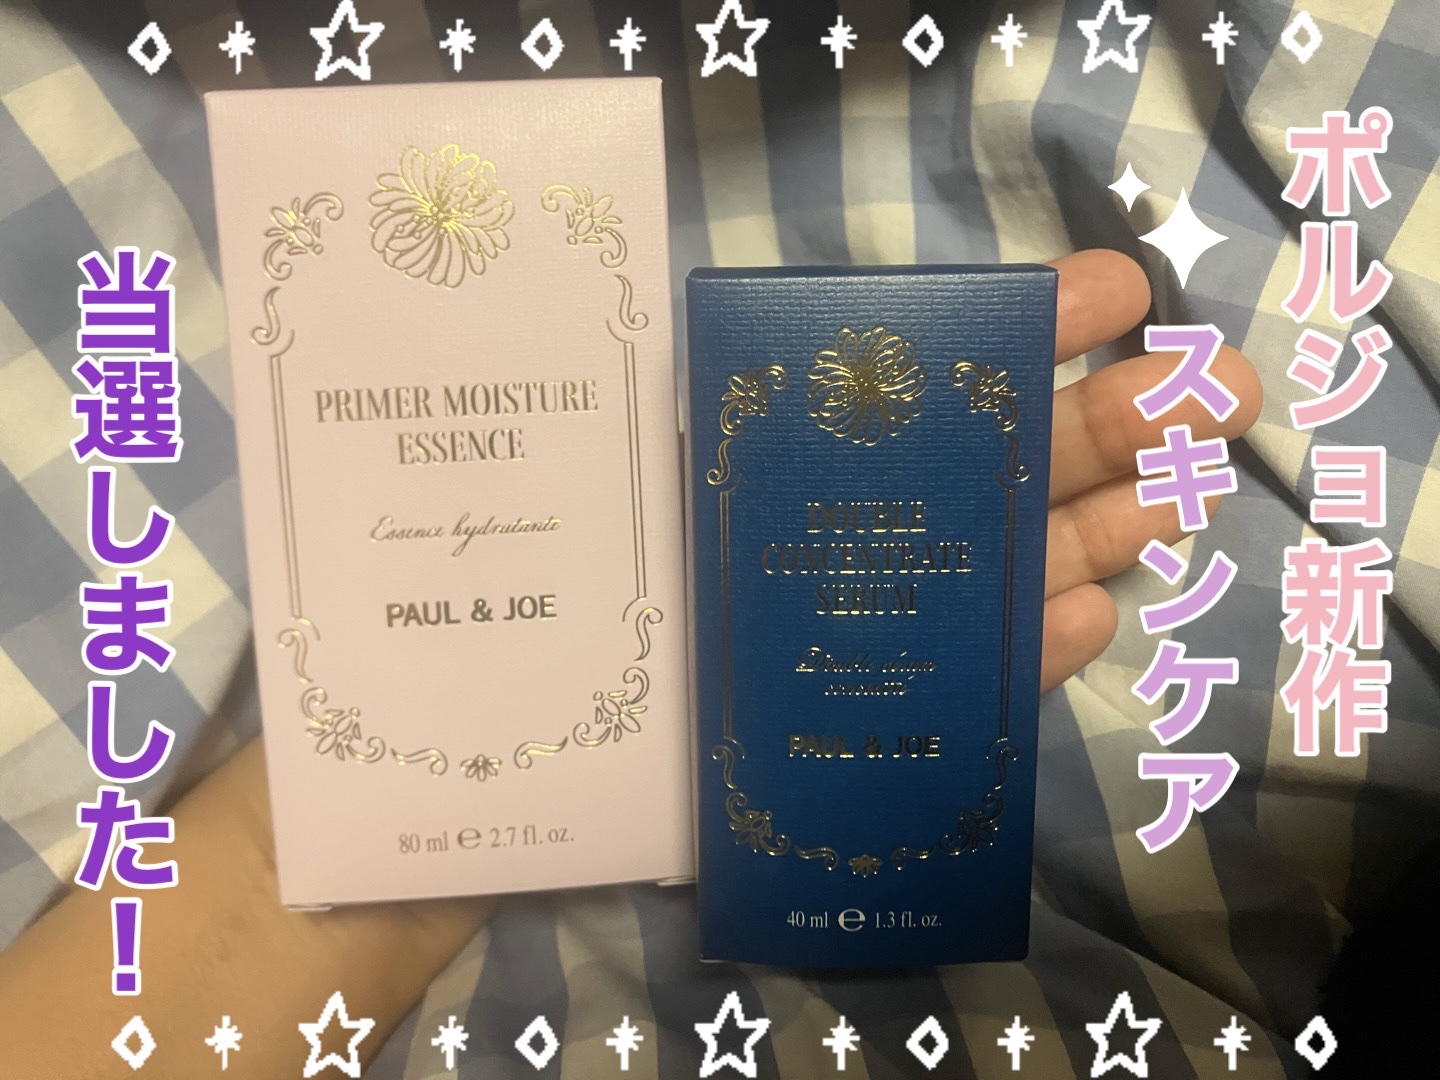 ポルジョ新作
スキンケア
当選しました!
PRIMER MOISTURE
ESSENCE
Essence hydratante
PAUL & JOE
80 ml ℮ 2.7 fl. oz.
DOUBLE
CONCENTRATE
SERUM
Double sérum
PAUL & JOE
40 ml ℮ 1.3 fl. oz.